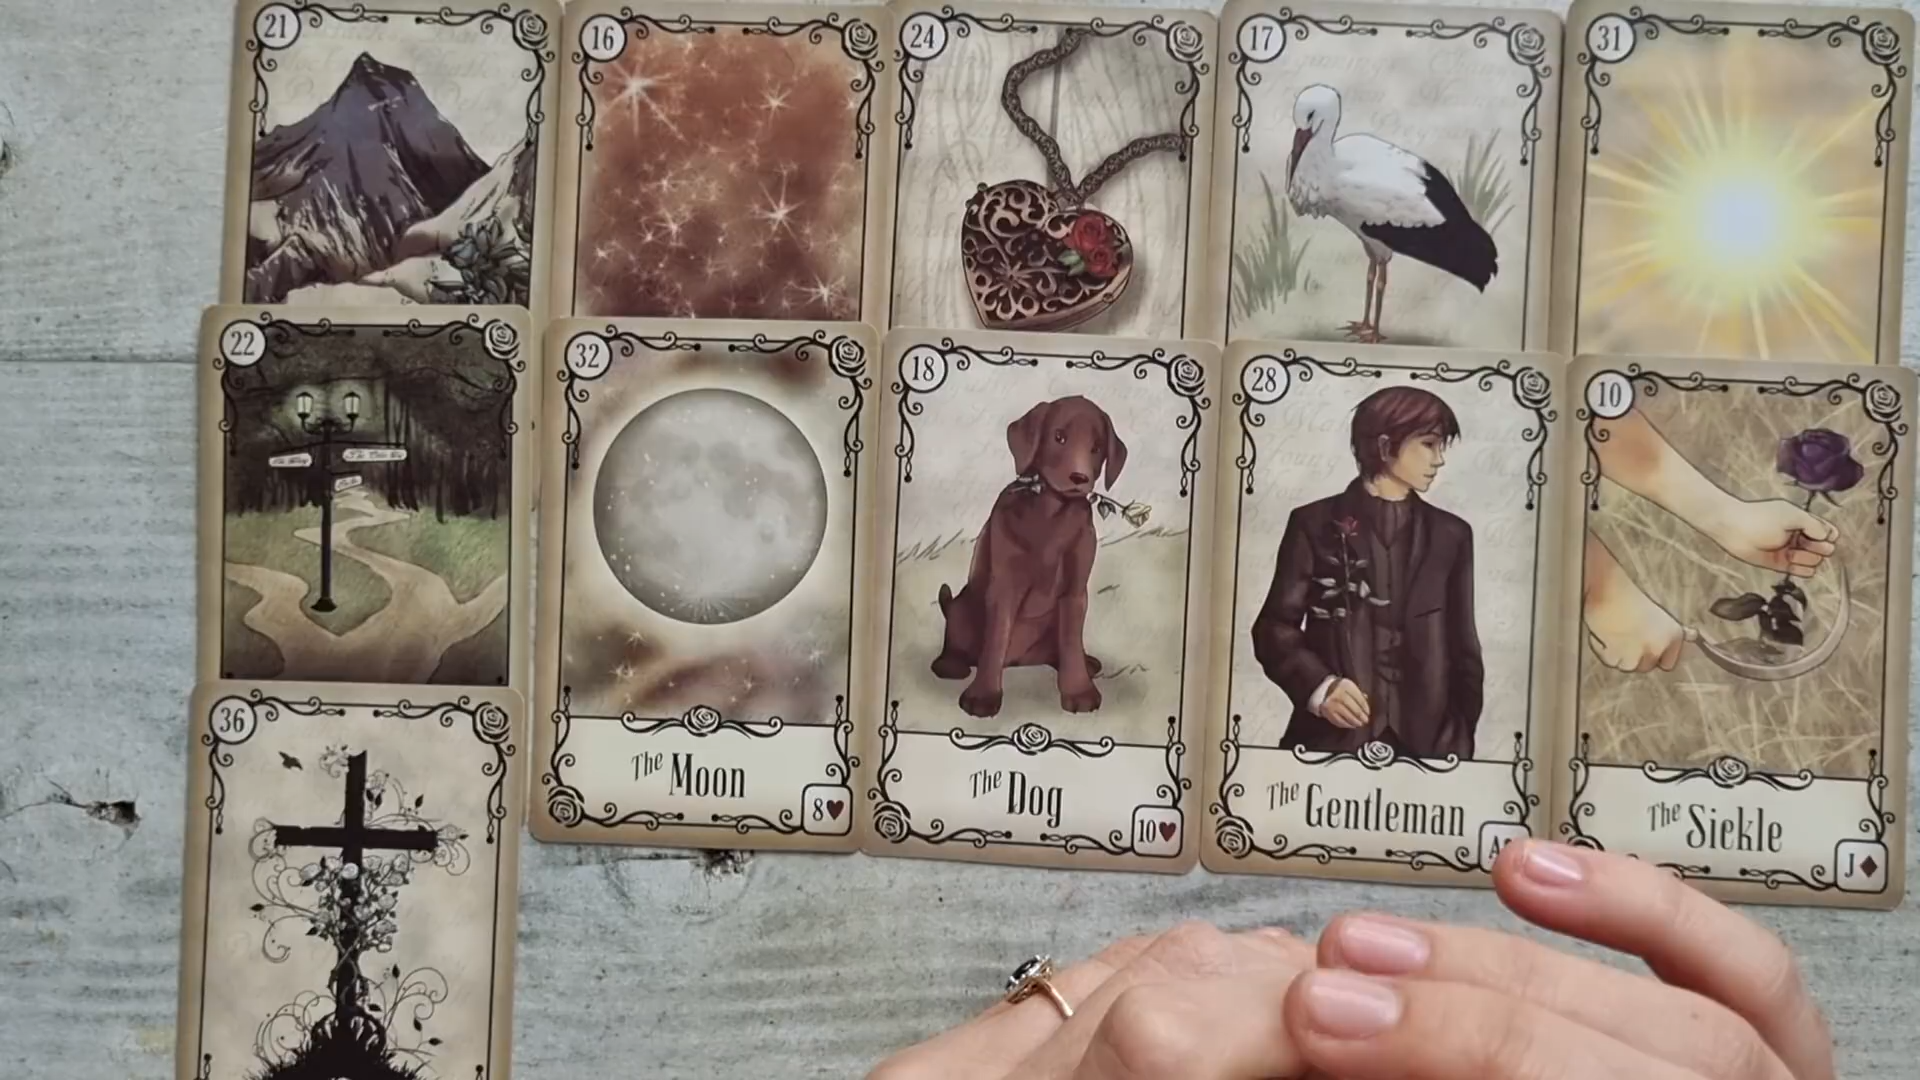 21
16
24
17
31
22
32
18
28
10
The Moon
8♥
The Dog
10♥
The Gentleman
A
The Sickle
J♦
36